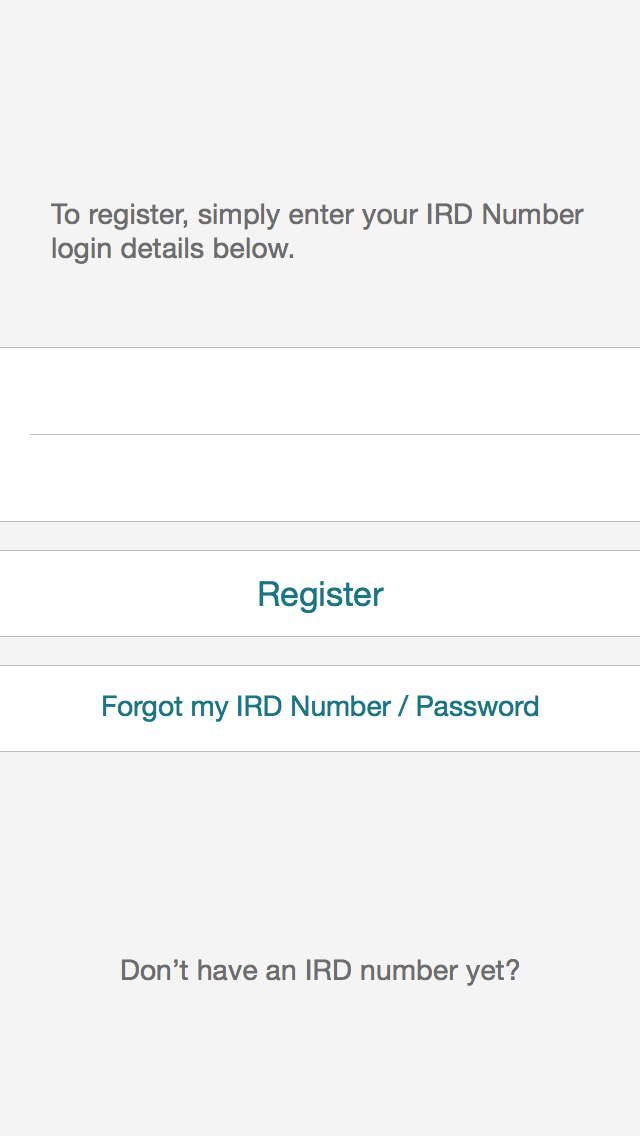 To register, simply enter your IRD Number
login details below.
Register
Forgot my IRD Number / Password
Don’t have an IRD number yet?